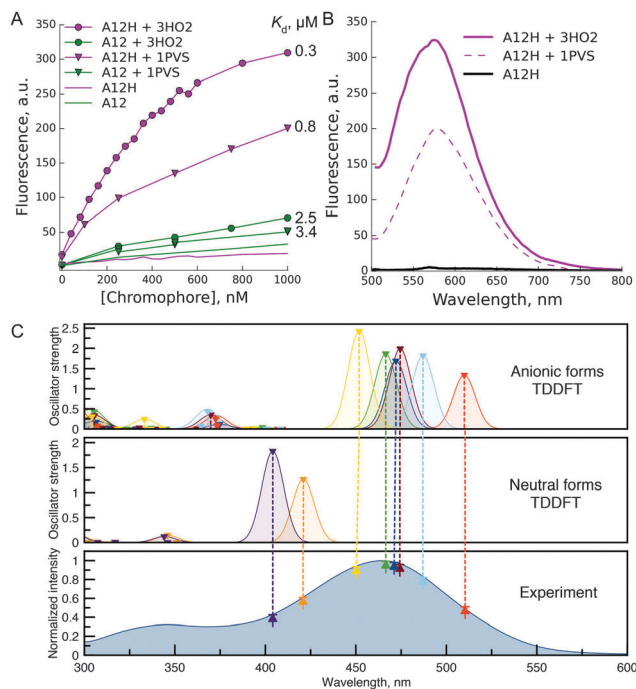 A
A12H + 3HO2
A12 + 3HO2
A12H + 1PVS
A12 + 1PVS
A12H
A12
Kd, μM
0.3
0.8
2.5
3.4
Fluorescence, a.u.
350
300
250
200
150
100
50
0 200 400 600 800 1000
[Chromophore], nM
B
A12H + 3HO2
A12H + 1PVS
A12H
Fluorescence, a.u.
350
300
250
200
150
100
50
0
500 550 600 650 700 750 800
Wavelength, nm
C
Oscillator strength
2.5
2
1.5
1
0.5
0
Anionic forms
TDDFT
Oscillator strength
2
1.5
1
0.5
0
Neutral forms
TDDFT
Normalized intensity
1
0.8
0.6
0.4
0.2
0
Experiment
300 350 400 450 500 550 600
Wavelength, nm